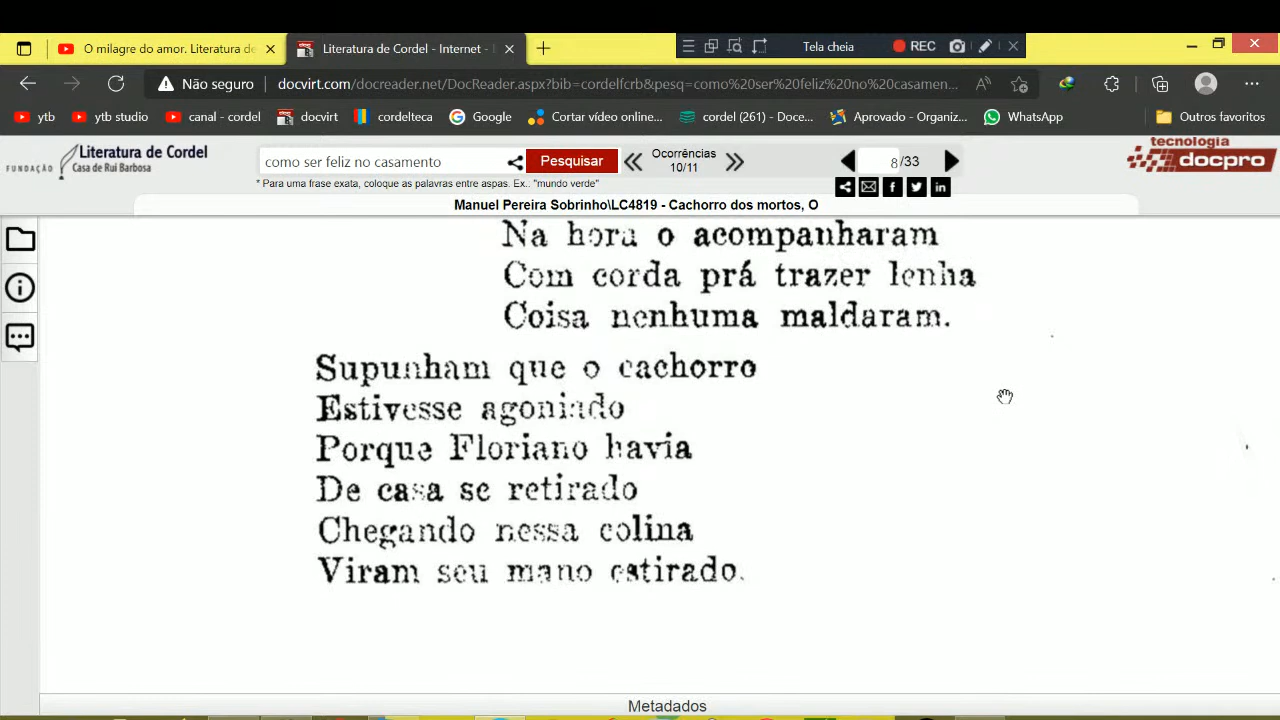 O milagre do amor. Literatura de
Literatura de Cordel - Internet -
Tela cheia
REC
Não seguro
docvirt.com/docreader.net/DocReader.aspx?bib=cordelfcrb&pesq=como%20ser%20feliz%20no%20casamen...
ytb
ytb studio
canal - cordel
docvirt
cordelteca
Google
Cortar vídeo online...
cordel (261) - Doce...
Aprovado - Organiz...
WhatsApp
Outros favoritos
FUNDAÇÃO
Literatura de Cordel
Casa de Rui Barbosa
como ser feliz no casamento
Pesquisar
Ocorrências
10/11
8 /33
tecnologia
docpro
* Para uma frase exata, coloque as palavras entre aspas. Ex.. "mundo verde"
Manuel Pereira Sobrinho\LC4819 - Cachorro dos mortos, O
Na hora o acompanharam
Com corda prá trazer lenha
Coisa nenhuma maldaram.
Supunham que o cachorro
Estivesse agoniado
Porque Floriano havia
De casa se retirado
Chegando nessa colina
Viram seu mano estirado.
Metadados